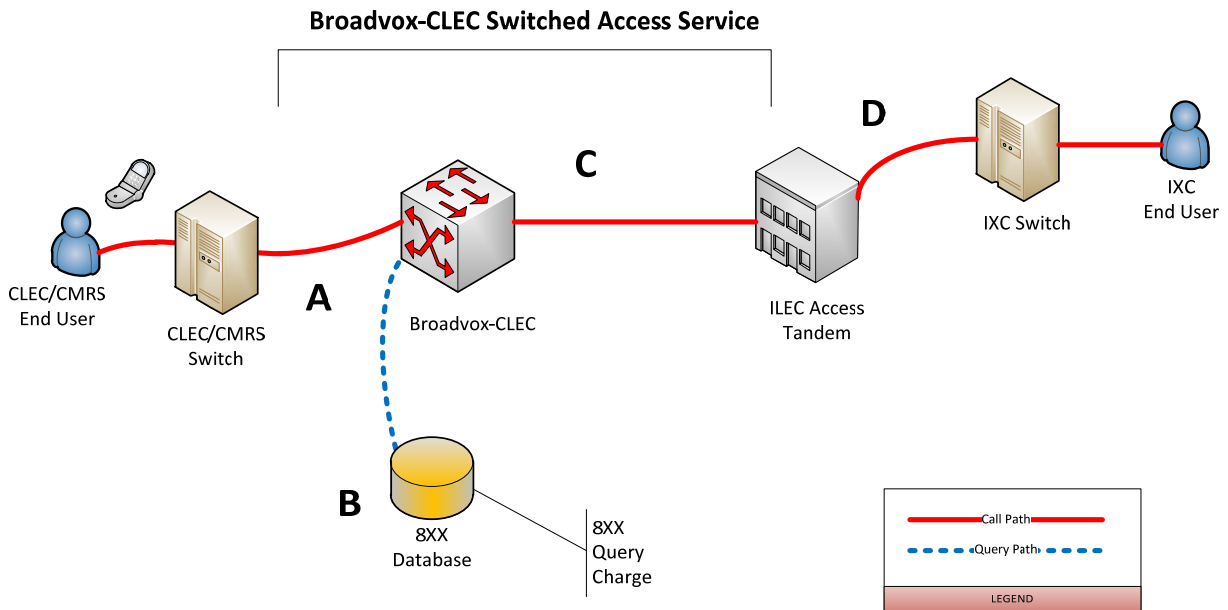 Broadvox-CLEC Switched Access Service
D
C
IXC Switch
IXC
End User
CLEC/CMRS
End User
A
CLEC/CMRS
Switch
Broadvox-CLEC
ILEC Access
Tandem
B
8XX
Database
8XX
Query
Charge
Call Path
Query Path
LEGEND